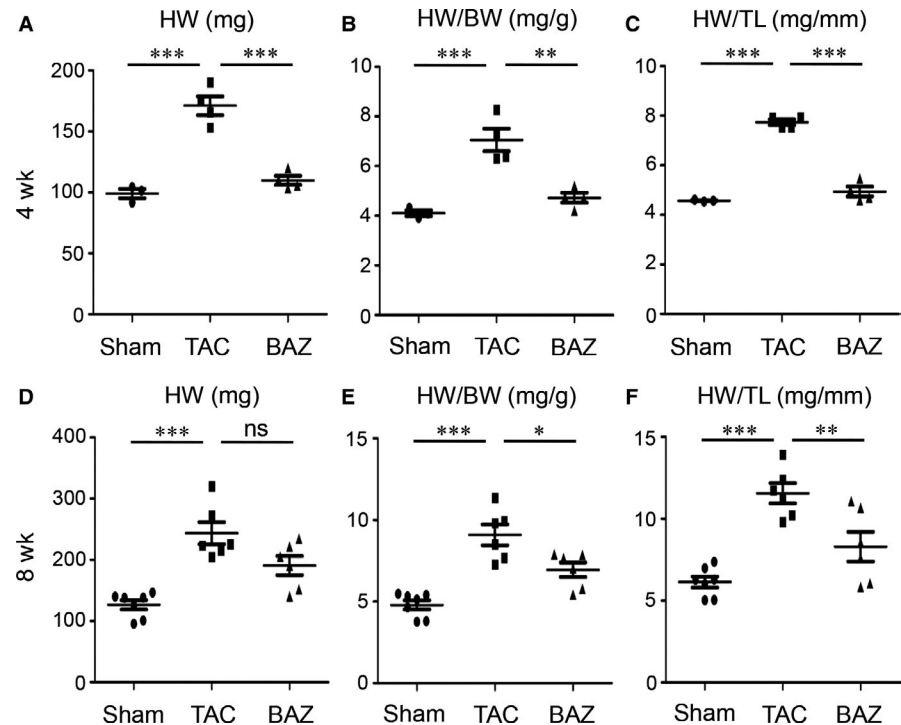 A HW (mg) B HW/BW (mg/g) C HW/TL (mg/mm)
*** *** *** ** *** ***
200 10 10
150 8 8
100 6 6
50 4 4
0 2 2
0 0
4 wk
Sham TAC BAZ Sham TAC BAZ Sham TAC BAZ
D HW (mg) E HW/BW (mg/g) F HW/TL (mg/mm)
*** ns *** * *** **
400 15 15
300 10 10
200 5 5
100 0 0
0
8 wk
Sham TAC BAZ Sham TAC BAZ Sham TAC BAZ